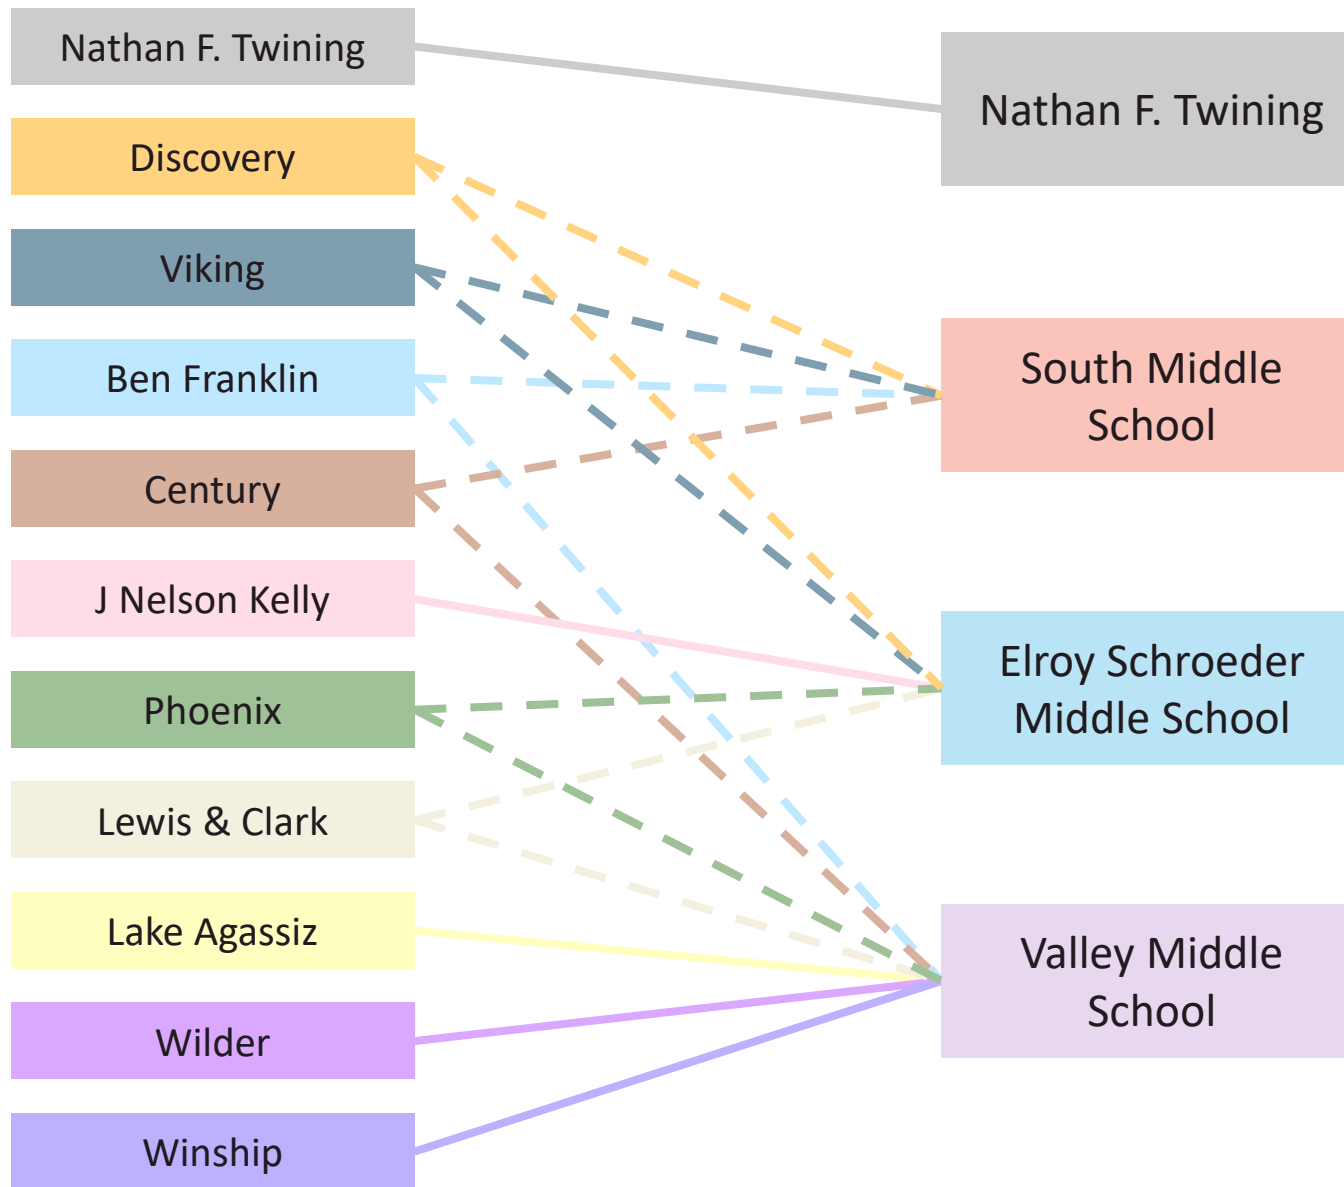 Nathan F. Twining
Discovery
Viking
Ben Franklin
Century
J Nelson Kelly
Phoenix
Lewis & Clark
Lake Agassiz
Wilder
Winship
Nathan F. Twining
South Middle
School
Elroy Schroeder
Middle School
Valley Middle
School